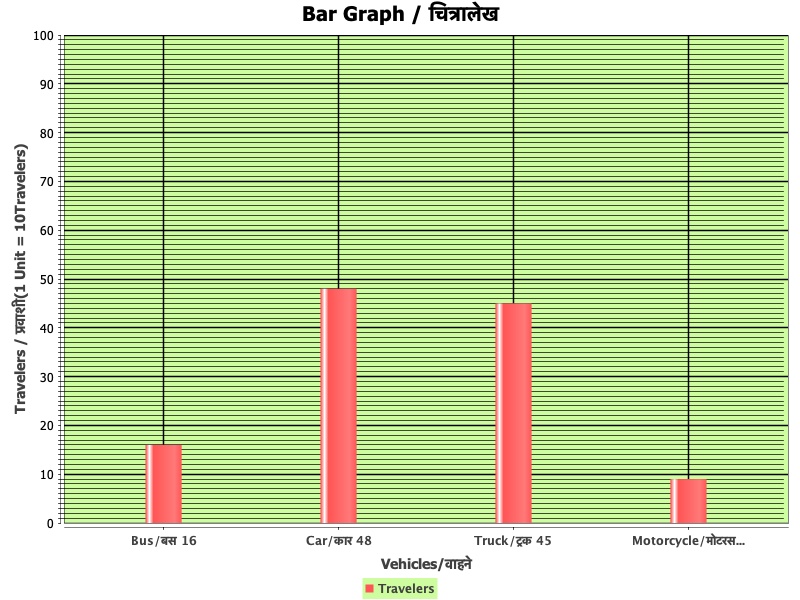 Bar Graph / चित्रालेख
Travelers / प्रवाशी(1 Unit = 10Travelers)
100
90
80
70
60
50
40
30
20
10
0
Bus/बस 16 Car/कार 48 Truck/ट्रक 45 Motorcycle/मोटरस...
Vehicles/वाहने
Travelers